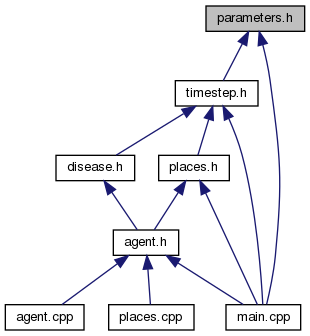 parameters.h
timestep.h
disease.h
places.h
agent.h
agent.cpp
places.cpp
main.cpp